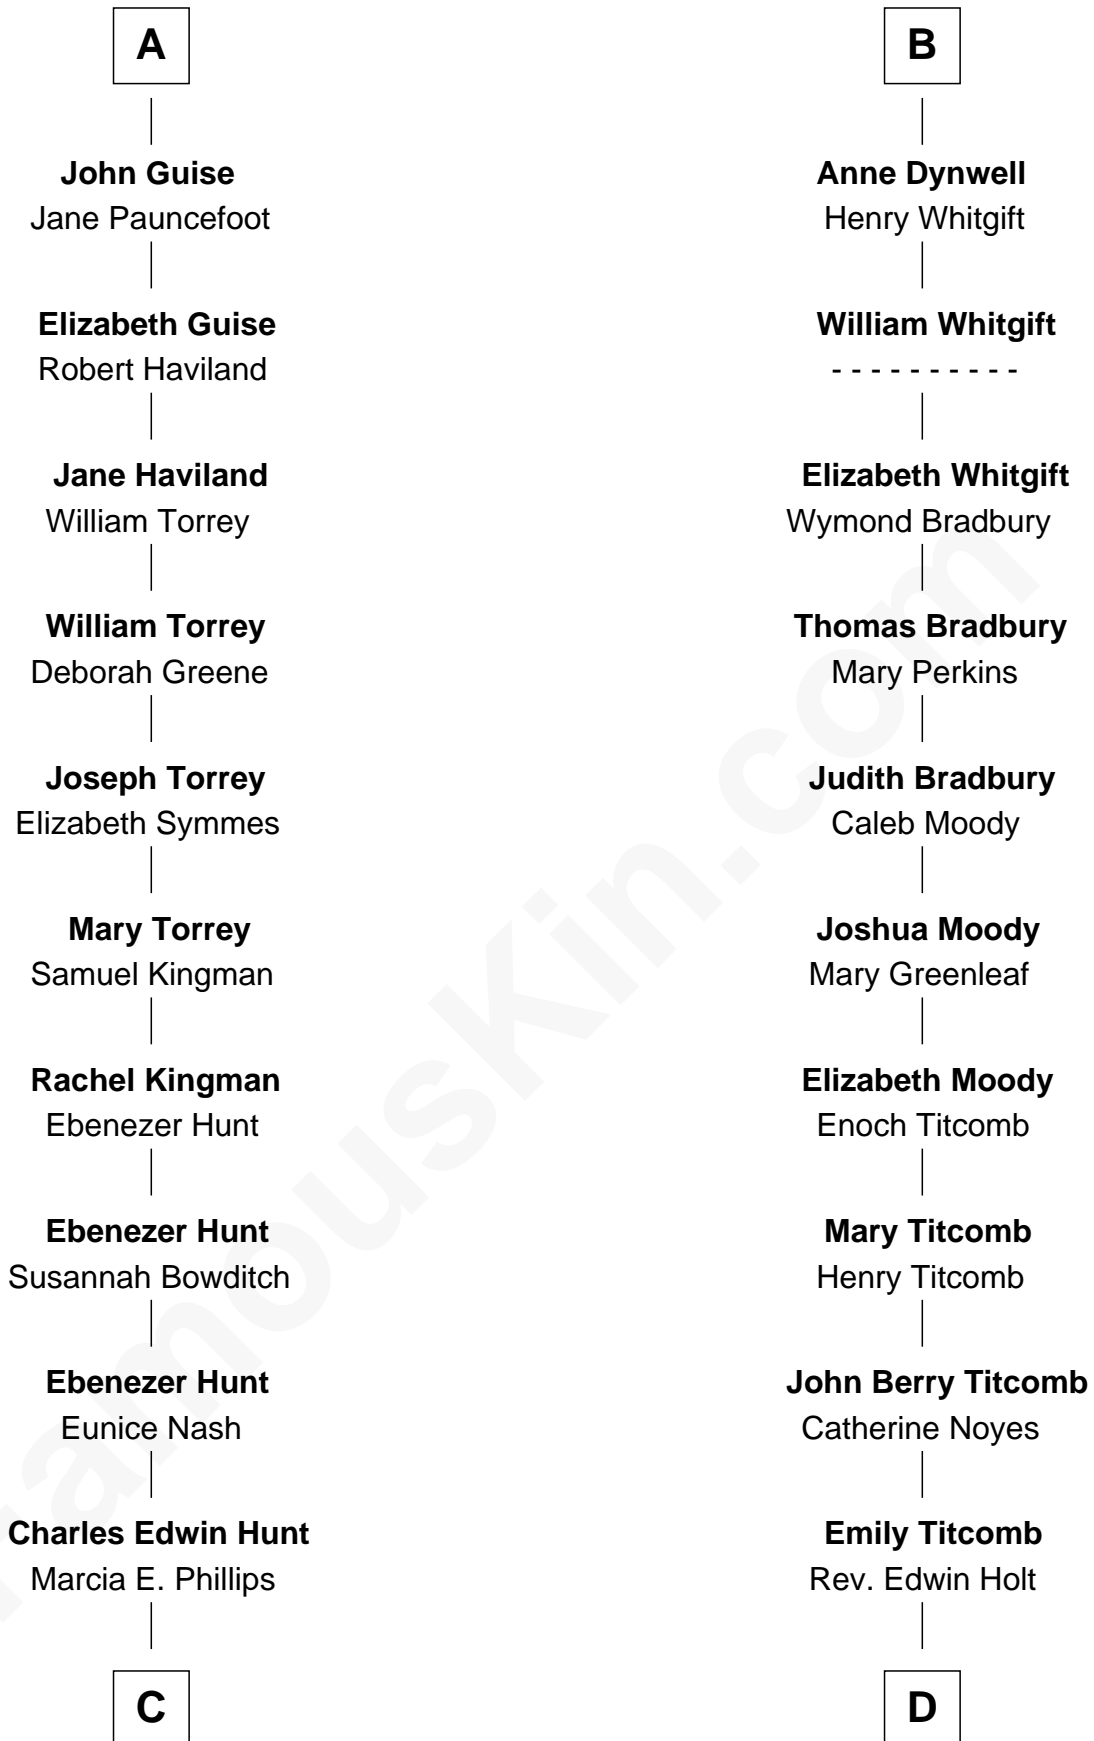 A
John Guise
Jane Pauncefoot
Elizabeth Guise
Robert Haviland
Jane Haviland
William Torrey
William Torrey
Deborah Greene
Joseph Torrey
Elizabeth Symmes
Mary Torrey
Samuel Kingman
Rachel Kingman
Ebenezer Hunt
Ebenezer Hunt
Susannah Bowditch
Ebenezer Hunt
Eunice Nash
Charles Edwin Hunt
Marcia E. Phillips
C
B
Anne Dynwell
Henry Whitgift
William Whitgift
- - - - - - - - - -
Elizabeth Whitgift
Wymond Bradbury
Thomas Bradbury
Mary Perkins
Judith Bradbury
Caleb Moody
Joshua Moody
Mary Greenleaf
Elizabeth Moody
Enoch Titcomb
Mary Titcomb
Henry Titcomb
John Berry Titcomb
Catherine Noyes
Emily Titcomb
Rev. Edwin Holt
D
FamousKin.com